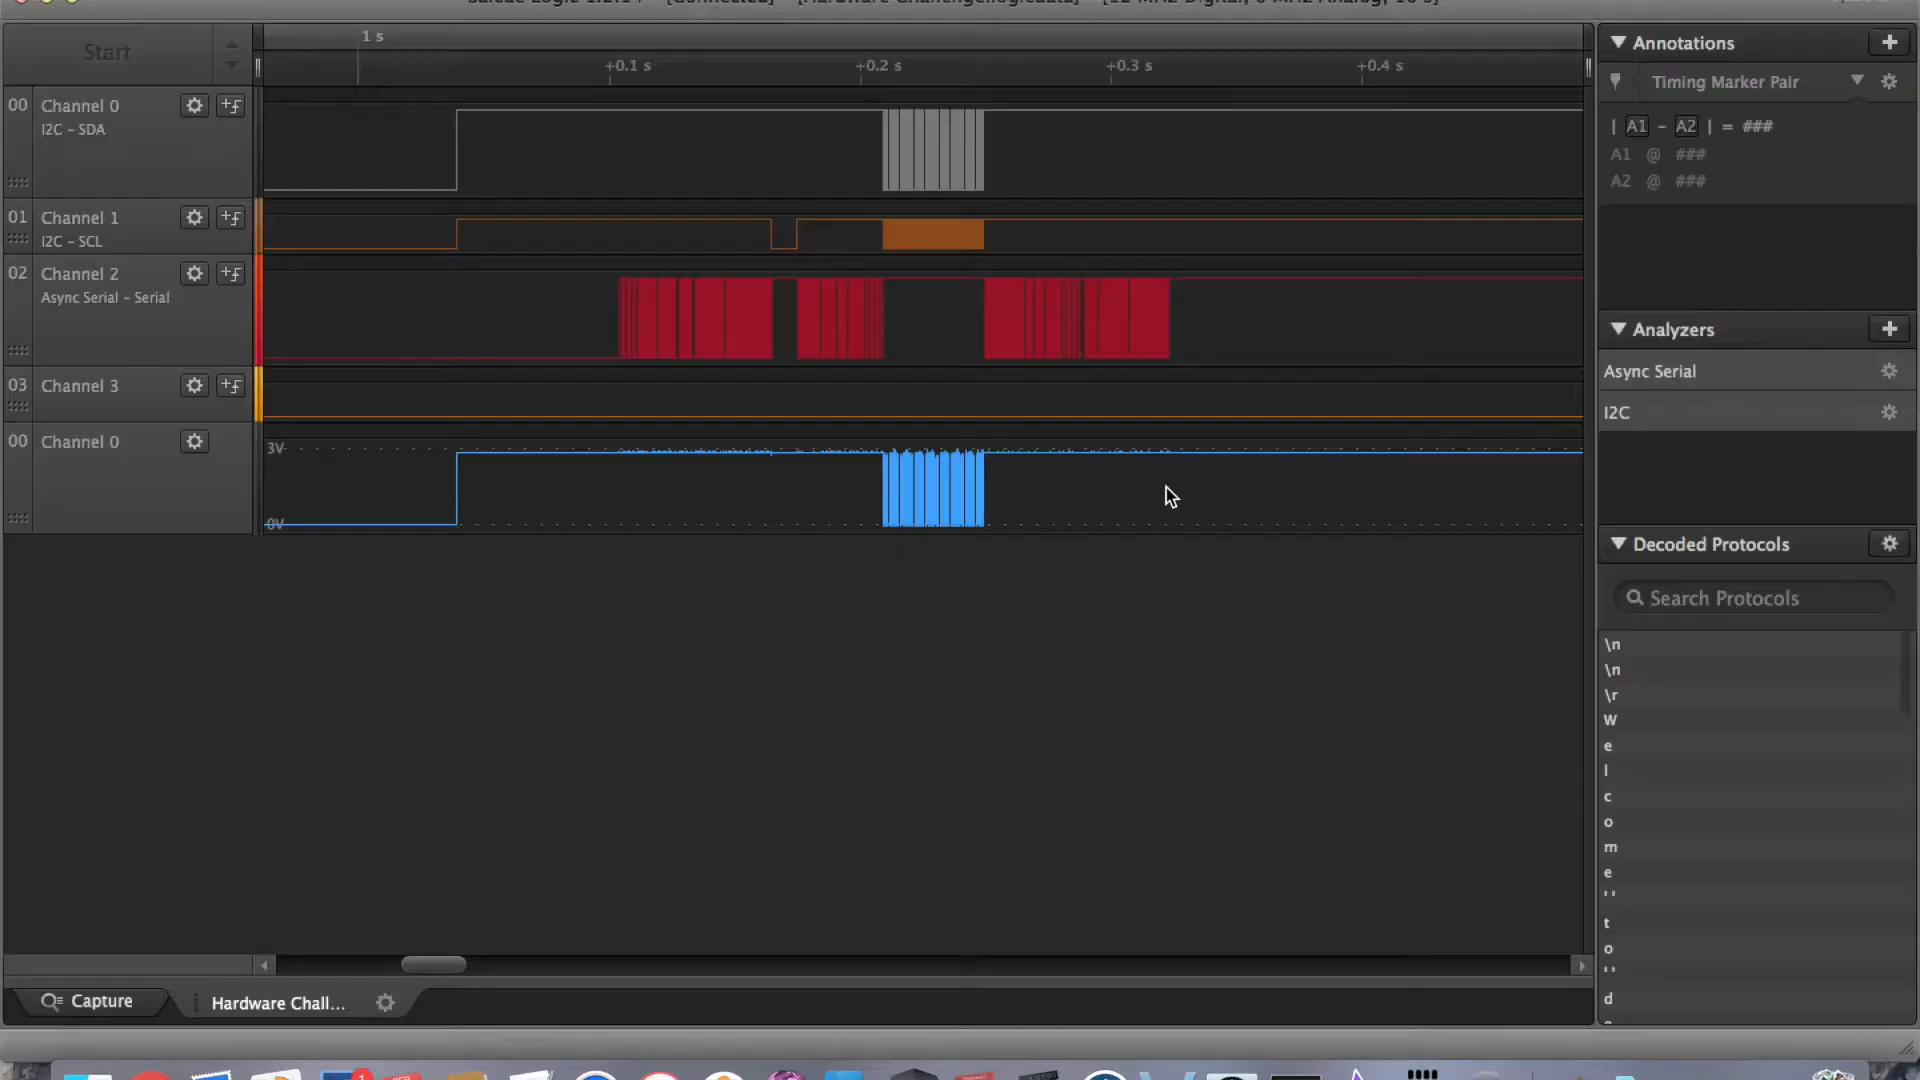 Start
1 s
+0.1 s
+0.2 s
+0.3 s
+0.4 s
00 Channel 0
I2C - SDA
01 Channel 1
I2C - SCL
02 Channel 2
Async Serial - Serial
03 Channel 3
00 Channel 0
3V
0V
Capture
Hardware Chall...
Annotations
Timing Marker Pair
| A1 - A2 | = ###
A1 @ ###
A2 @ ###
Analyzers
Async Serial
I2C
Decoded Protocols
Search Protocols
\n
\n
\r
W
e
l
c
o
m
e
' '
t
o
' '
d